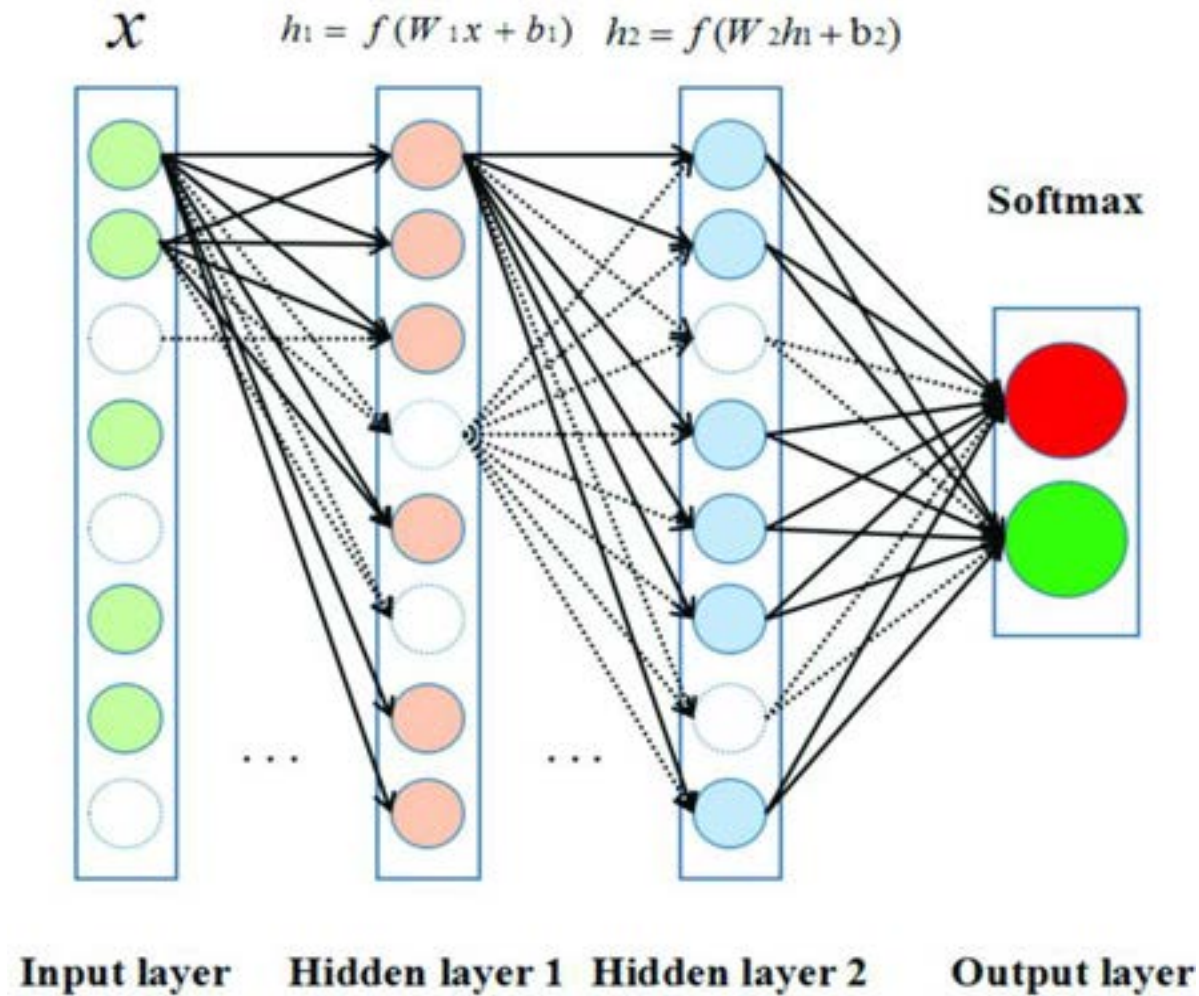 x
h₁ = f(W₁x + b₁)
h₂ = f(W₂h₁ + b₂)
Softmax
. . .
. . .
Input layer
Hidden layer 1
Hidden layer 2
Output layer